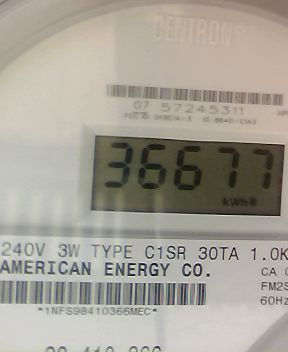 CENTRON®
07 57245311
36677
kWh
240V 3W TYPE C1SR 30TA 1.0K
AMERICAN ENERGY CO.
CA
FM2S
60Hz
*1NFS98410366MEC*